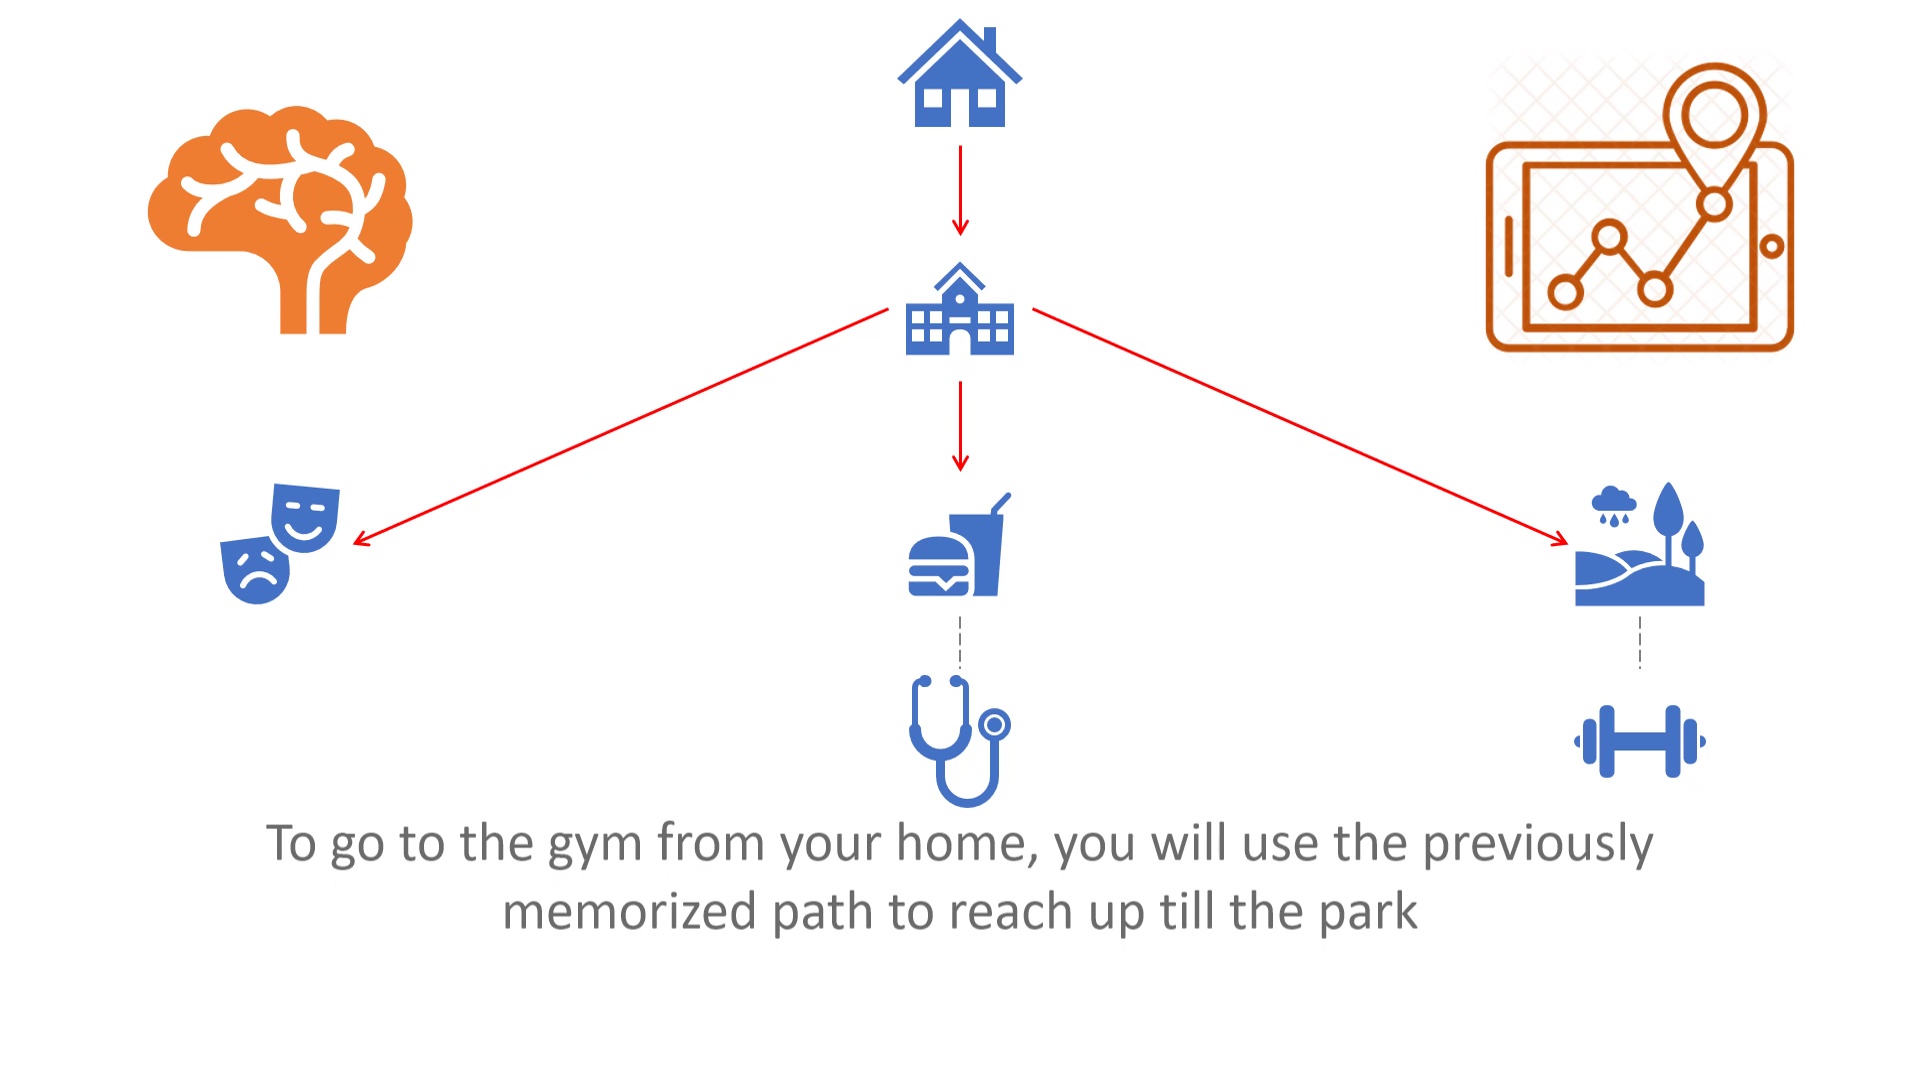 To go to the gym from your home, you will use the previously
memorized path to reach up till the park